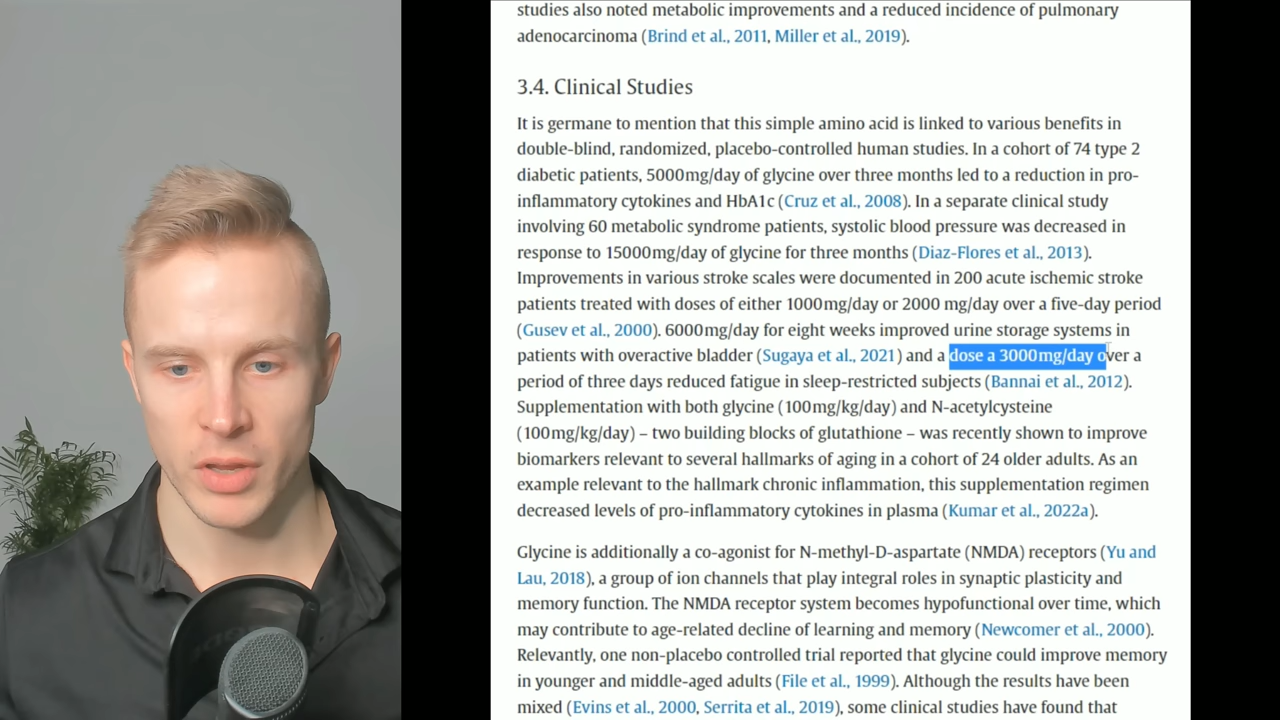 studies also noted metabolic improvements and a reduced incidence of pulmonary
adenocarcinoma (Brind et al., 2011, Miller et al., 2019).
3.4. Clinical Studies
It is germane to mention that this simple amino acid is linked to various benefits in
double-blind, randomized, placebo-controlled human studies. In a cohort of 74 type 2
diabetic patients, 5000mg/day of glycine over three months led to a reduction in pro-
inflammatory cytokines and HbA1c (Cruz et al., 2008). In a separate clinical study
involving 60 metabolic syndrome patients, systolic blood pressure was decreased in
response to 15000mg/day of glycine for three months (Diaz-Flores et al., 2013).
Improvements in various stroke scales were documented in 200 acute ischemic stroke
patients treated with doses of either 1000mg/day or 2000 mg/day over a five-day period
(Gusev et al., 2000). 6000mg/day for eight weeks improved urine storage systems in
patients with overactive bladder (Sugaya et al., 2021) and a dose a 3000mg/day over a
period of three days reduced fatigue in sleep-restricted subjects (Bannai et al., 2012).
Supplementation with both glycine (100mg/kg/day) and N-acetylcysteine
(100mg/kg/day) – two building blocks of glutathione – was recently shown to improve
biomarkers relevant to several hallmarks of aging in a cohort of 24 older adults. As an
example relevant to the hallmark chronic inflammation, this supplementation regimen
decreased levels of pro-inflammatory cytokines in plasma (Kumar et al., 2022a).
Glycine is additionally a co-agonist for N-methyl-D-aspartate (NMDA) receptors (Yu and
Lau, 2018), a group of ion channels that play integral roles in synaptic plasticity and
memory function. The NMDA receptor system becomes hypofunctional over time, which
may contribute to age-related decline of learning and memory (Newcomer et al., 2000).
Relevantly, one non-placebo controlled trial reported that glycine could improve memory
in younger and middle-aged adults (File et al., 1999). Although the results have been
mixed (Evins et al., 2000, Serrita et al., 2019), some clinical studies have found that